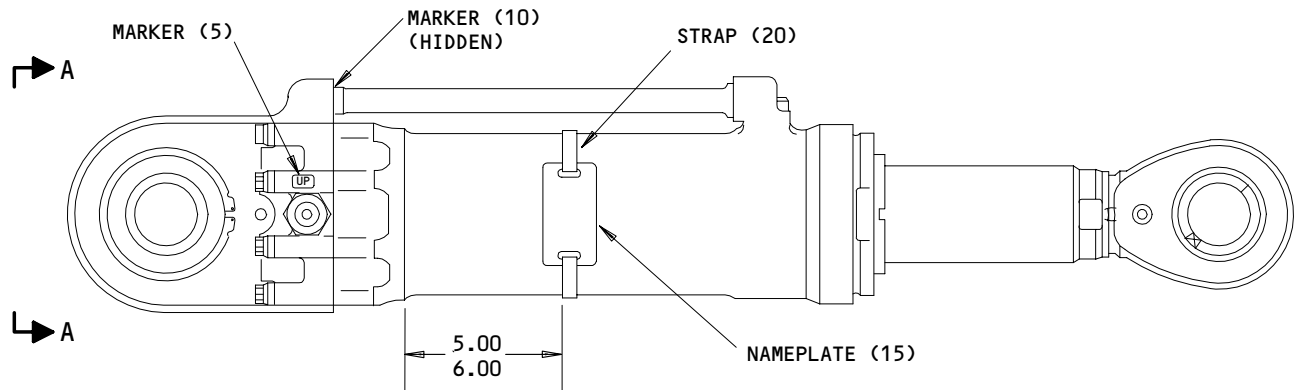 MARKER (10)
(HIDDEN)
MARKER (5)
STRAP (20)
A
UP
A
5.00
6.00
NAMEPLATE (15)